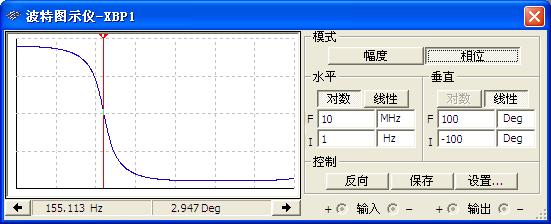 波特图示仪-XBP1
模式
幅度 相位
水平 垂直
对数 线性 对数 线性
F 10 MHz F 100 Deg
I 1 Hz I -100 Deg
控制
反向 保存 设置...
155.113 Hz 2.947 Deg + 输入 - + 输出 -